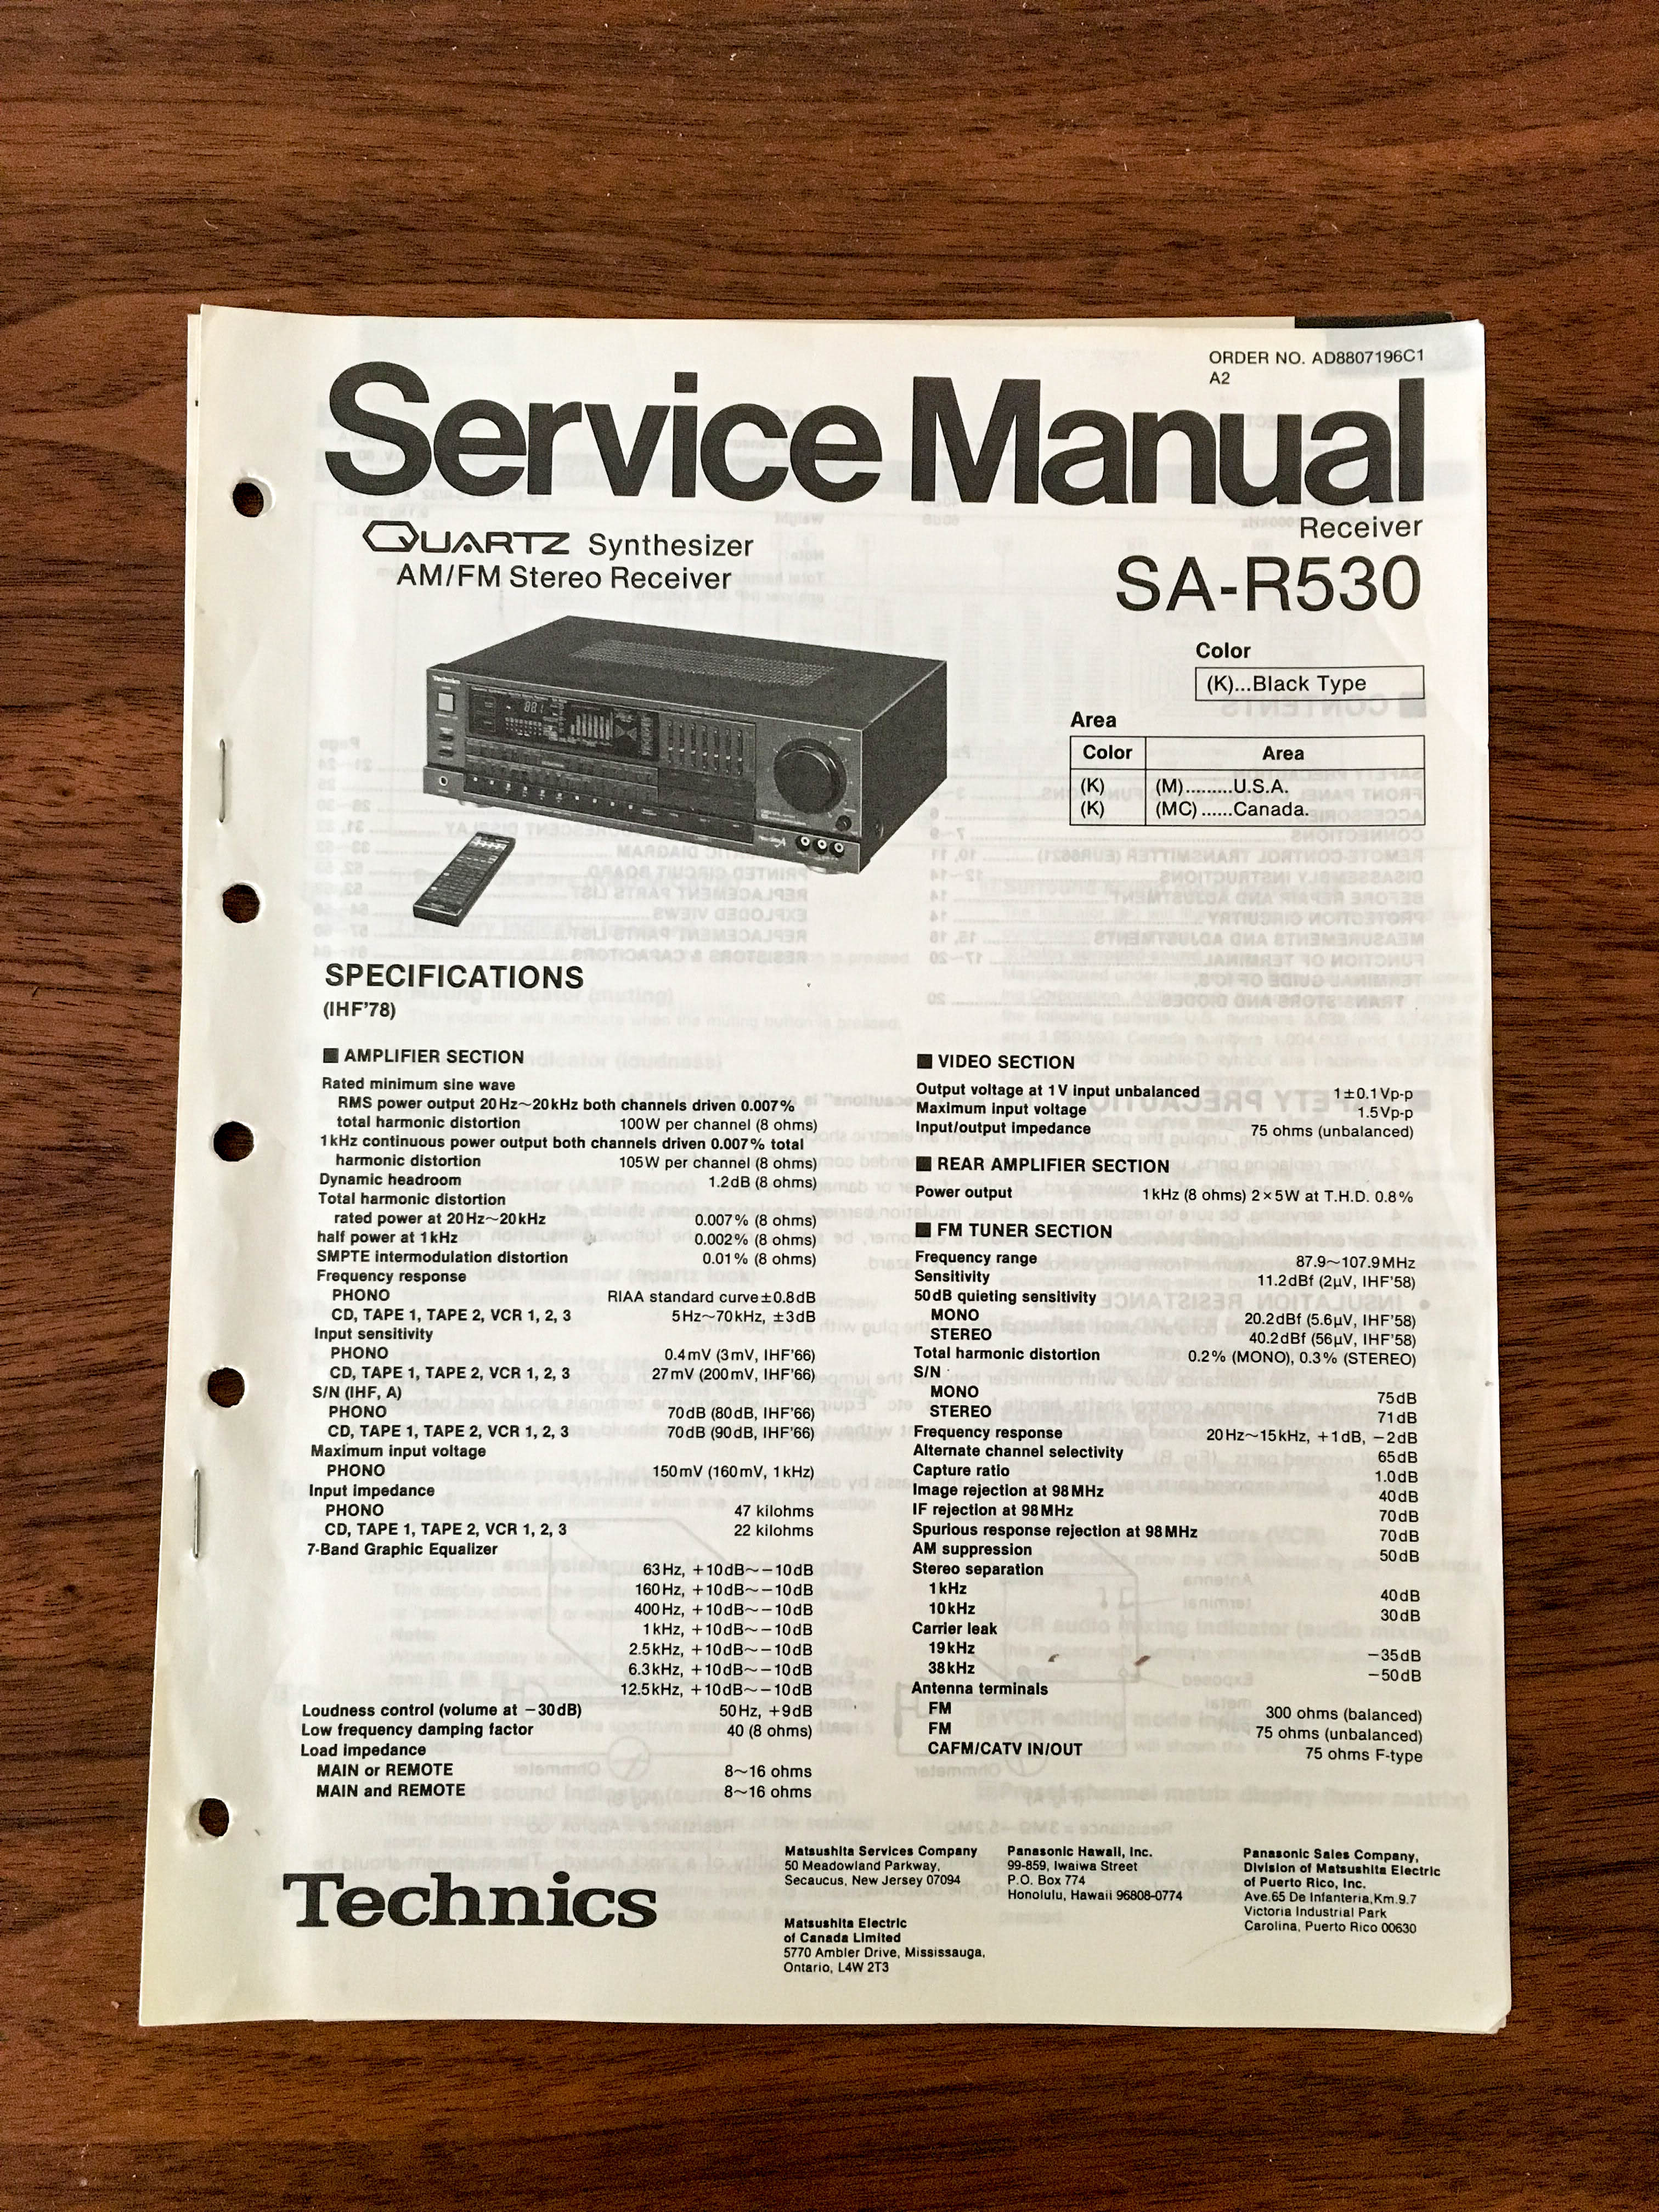 ORDER NO. AD8807196C1
A2
Service Manual
Receiver
QUARTZ Synthesizer
AM/FM Stereo Receiver
SA-R530
Color
(K)...Black Type
Area
Color Area
(K) (M).........U.S.A.
(K) (MC) ......Canada.
Technics
SPECIFICATIONS
(IHF'78)
■ AMPLIFIER SECTION
Rated minimum sine wave
RMS power output 20Hz~20kHz both channels driven 0.007%
total harmonic distortion 100W per channel (8 ohms)
1kHz continuous power output both channels driven 0.007% total
harmonic distortion 105W per channel (8 ohms)
Dynamic headroom 1.2dB (8 ohms)
Total harmonic distortion
rated power at 20Hz~20kHz 0.007% (8 ohms)
half power at 1kHz 0.002% (8 ohms)
SMPTE intermodulation distortion 0.01% (8 ohms)
Frequency response
PHONO RIAA standard curve±0.8dB
CD, TAPE 1, TAPE 2, VCR 1, 2, 3 5Hz~70kHz, ±3dB
Input sensitivity
PHONO 0.4mV (3mV, IHF'66)
CD, TAPE 1, TAPE 2, VCR 1, 2, 3 27mV (200mV, IHF'66)
S/N (IHF, A)
PHONO 70dB (80dB, IHF'66)
CD, TAPE 1, TAPE 2, VCR 1, 2, 3 70dB (90dB, IHF'66)
Maximum input voltage
PHONO 150mV (160mV, 1kHz)
Input impedance
PHONO 47 kilohms
CD, TAPE 1, TAPE 2, VCR 1, 2, 3 22 kilohms
7-Band Graphic Equalizer
63Hz, +10dB~−10dB
160Hz, +10dB~−10dB
400Hz, +10dB~−10dB
1kHz, +10dB~−10dB
2.5kHz, +10dB~−10dB
6.3kHz, +10dB~−10dB
12.5kHz, +10dB~−10dB
Loudness control (volume at −30dB) 50Hz, +9dB
Low frequency damping factor 40 (8 ohms)
Load impedance
MAIN or REMOTE 8~16 ohms
MAIN and REMOTE 8~16 ohms
■ VIDEO SECTION
Output voltage at 1V input unbalanced 1±0.1Vp-p
Maximum input voltage 1.5Vp-p
Input/output impedance 75 ohms (unbalanced)
■ REAR AMPLIFIER SECTION
Power output 1kHz (8 ohms) 2×5W at T.H.D. 0.8%
■ FM TUNER SECTION
Frequency range 87.9~107.9MHz
Sensitivity 11.2dBf (2µV, IHF'58)
50dB quieting sensitivity
MONO 20.2dBf (5.6µV, IHF'58)
STEREO 40.2dBf (56µV, IHF'58)
Total harmonic distortion 0.2% (MONO), 0.3% (STEREO)
S/N
MONO 75dB
STEREO 71dB
Frequency response 20Hz~15kHz, +1dB, −2dB
Alternate channel selectivity 65dB
Capture ratio 1.0dB
Image rejection at 98MHz 40dB
IF rejection at 98MHz 70dB
Spurious response rejection at 98MHz 70dB
AM suppression 50dB
Stereo separation
1kHz 40dB
10kHz 30dB
Carrier leak
19kHz −35dB
38kHz −50dB
Antenna terminals
FM 300 ohms (balanced)
FM 75 ohms (unbalanced)
CAFM/CATV IN/OUT 75 ohms F-type
Technics
Matsushita Services Company
50 Meadowland Parkway,
Secaucus, New Jersey 07094
Matsushita Electric
of Canada Limited
5770 Ambler Drive, Mississauga,
Ontario, L4W 2T3
Panasonic Hawaii, Inc.
99-859, Iwaiwa Street
P.O. Box 774
Honolulu, Hawaii 96808-0774
Panasonic Sales Company,
Division of Matsushita Electric
of Puerto Rico, Inc.
Ave.65 De Infanteria,Km.9.7
Victoria Industrial Park
Carolina, Puerto Rico 00630